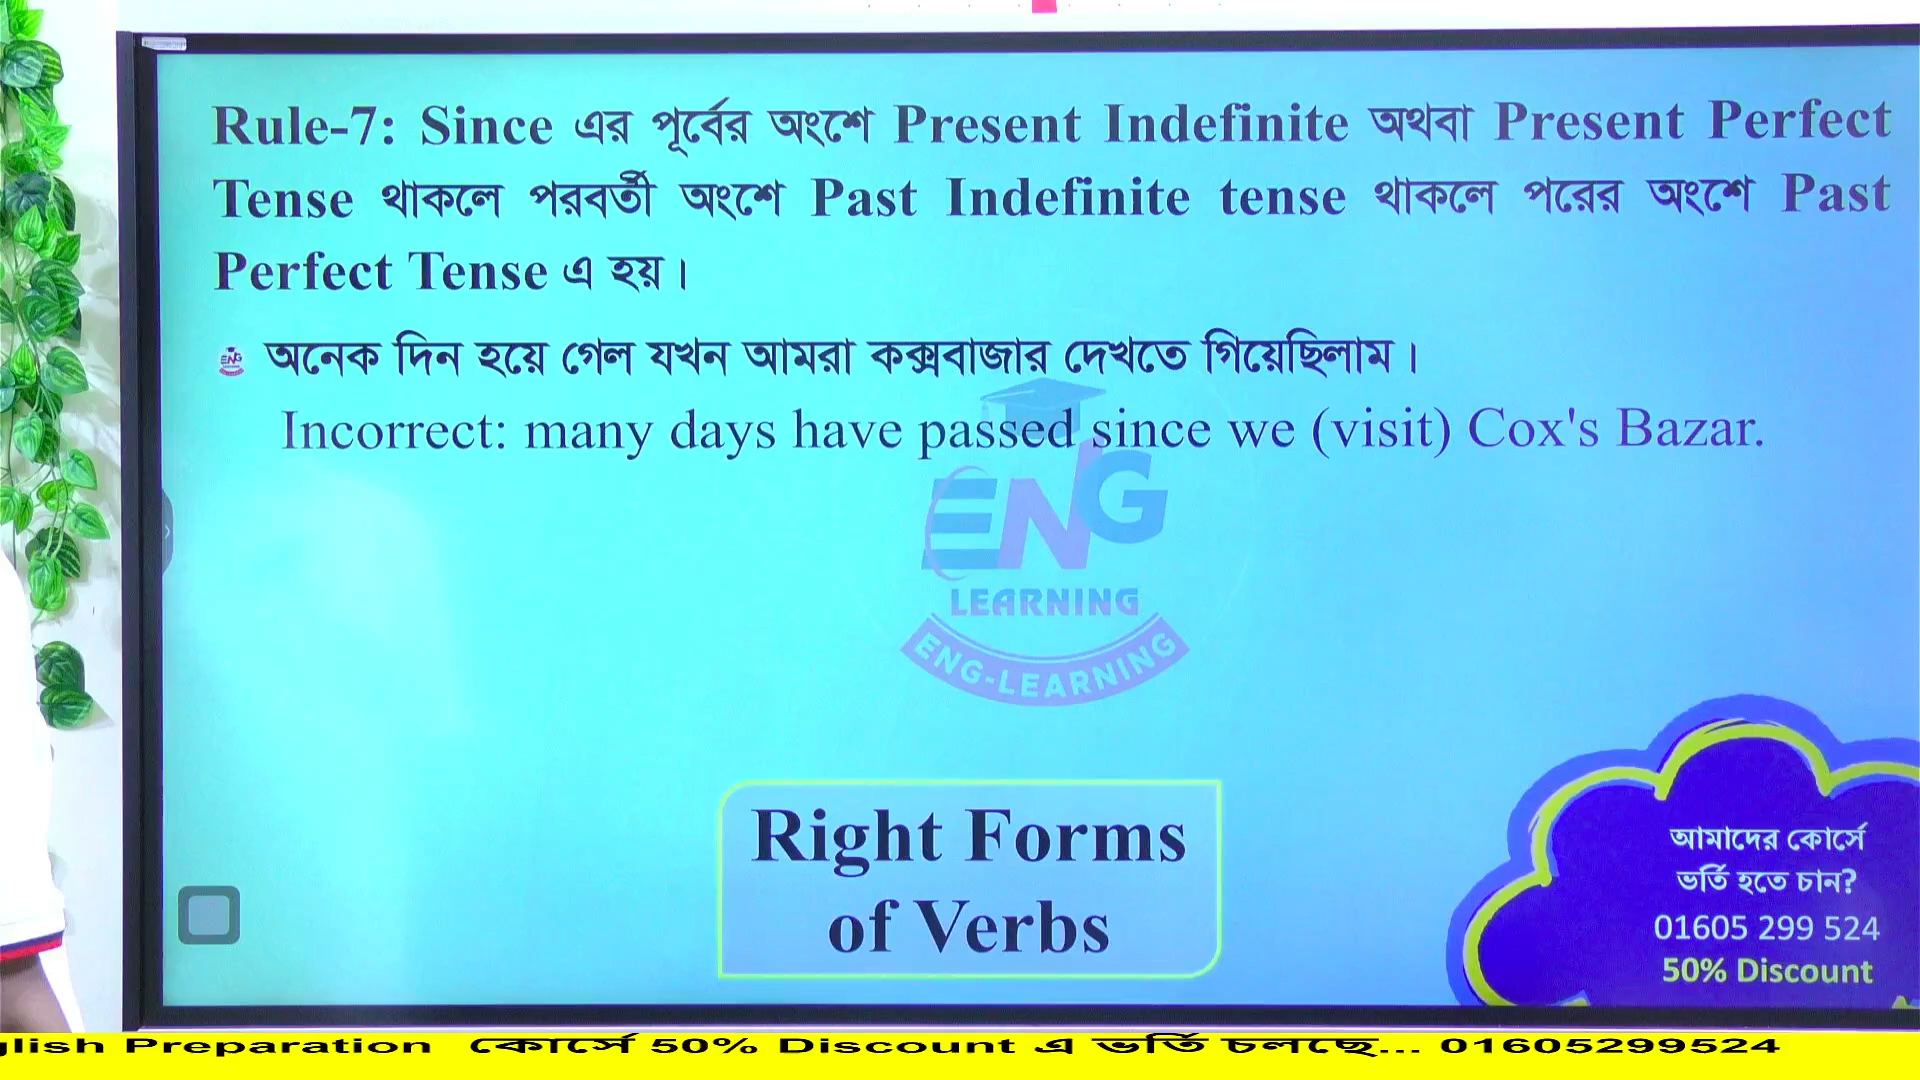 Rule-7: Since এর পূর্বের অংশে Present Indefinite অথবা Present Perfect
Tense থাকলে পরবর্তী অংশে Past Indefinite tense থাকলে পরের অংশে Past
Perfect Tense এ হয়।
অনেক দিন হয়ে গেল যখন আমরা কক্সবাজার দেখতে গিয়েছিলাম।
Incorrect: many days have passed since we (visit) Cox's Bazar.
ENG
LEARNING
ENG-LEARNING
Right Forms
of Verbs
আমাদের কোর্সে
ভর্তি হতে চান?
01605 299 524
50% Discount
glish Preparation কোর্সে 50% Discount এ ভর্তি চলছে... 01605299524